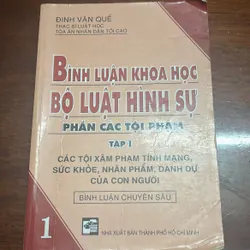 ĐINH VĂN QUẾ
THẠC SĨ LUẬT HỌC
TÒA ÁN NHÂN DÂN TỐI CAO
BÌNH LUẬN KHOA HỌC
BỘ LUẬT HÌNH SỰ
PHẦN CÁC TỘI PHẠM
TẬP I
CÁC TỘI XÂM PHẠM TÍNH MẠNG,
SỨC KHỎE, NHÂN PHẨM, DANH DỰ
CỦA CON NGƯỜI
BÌNH LUẬN CHUYÊN SÂU
1
NHÀ XUẤT BẢN THÀNH PHỐ HỒ CHÍ MINH